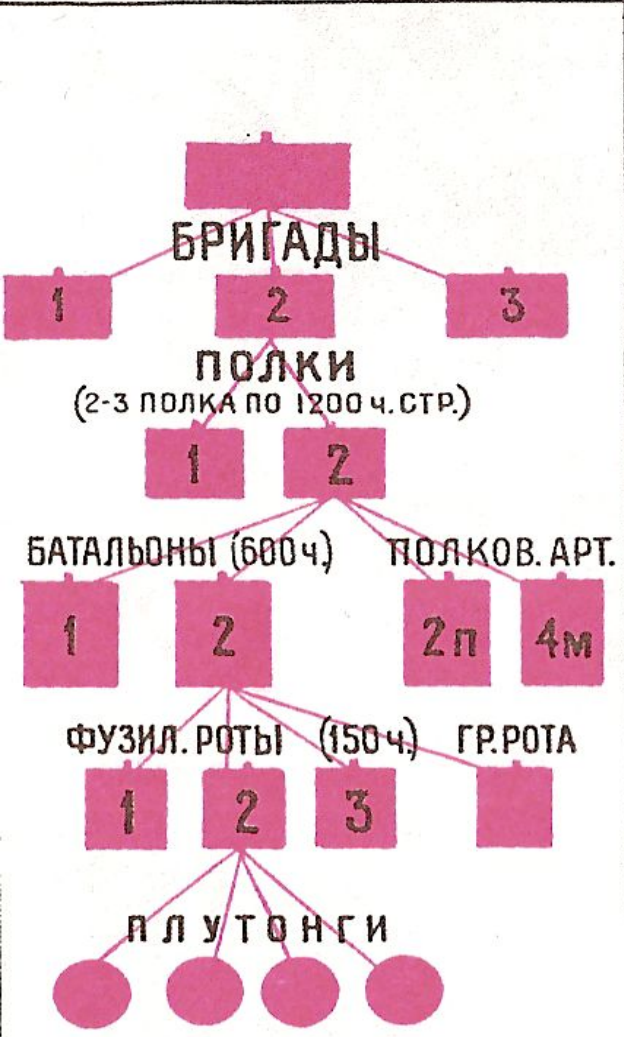 БРИГАДЫ
1 2 3
ПОЛКИ
(2-3 ПОЛКА ПО 1200 Ч. СТР.)
1 2
БАТАЛЬОНЫ (600 Ч.) ПОЛКОВ. АРТ.
1 2 2П 4М
ФУЗИЛ. РОТЫ (150 Ч.) ГР. РОТА
1 2 3
ПЛУТОНГИ